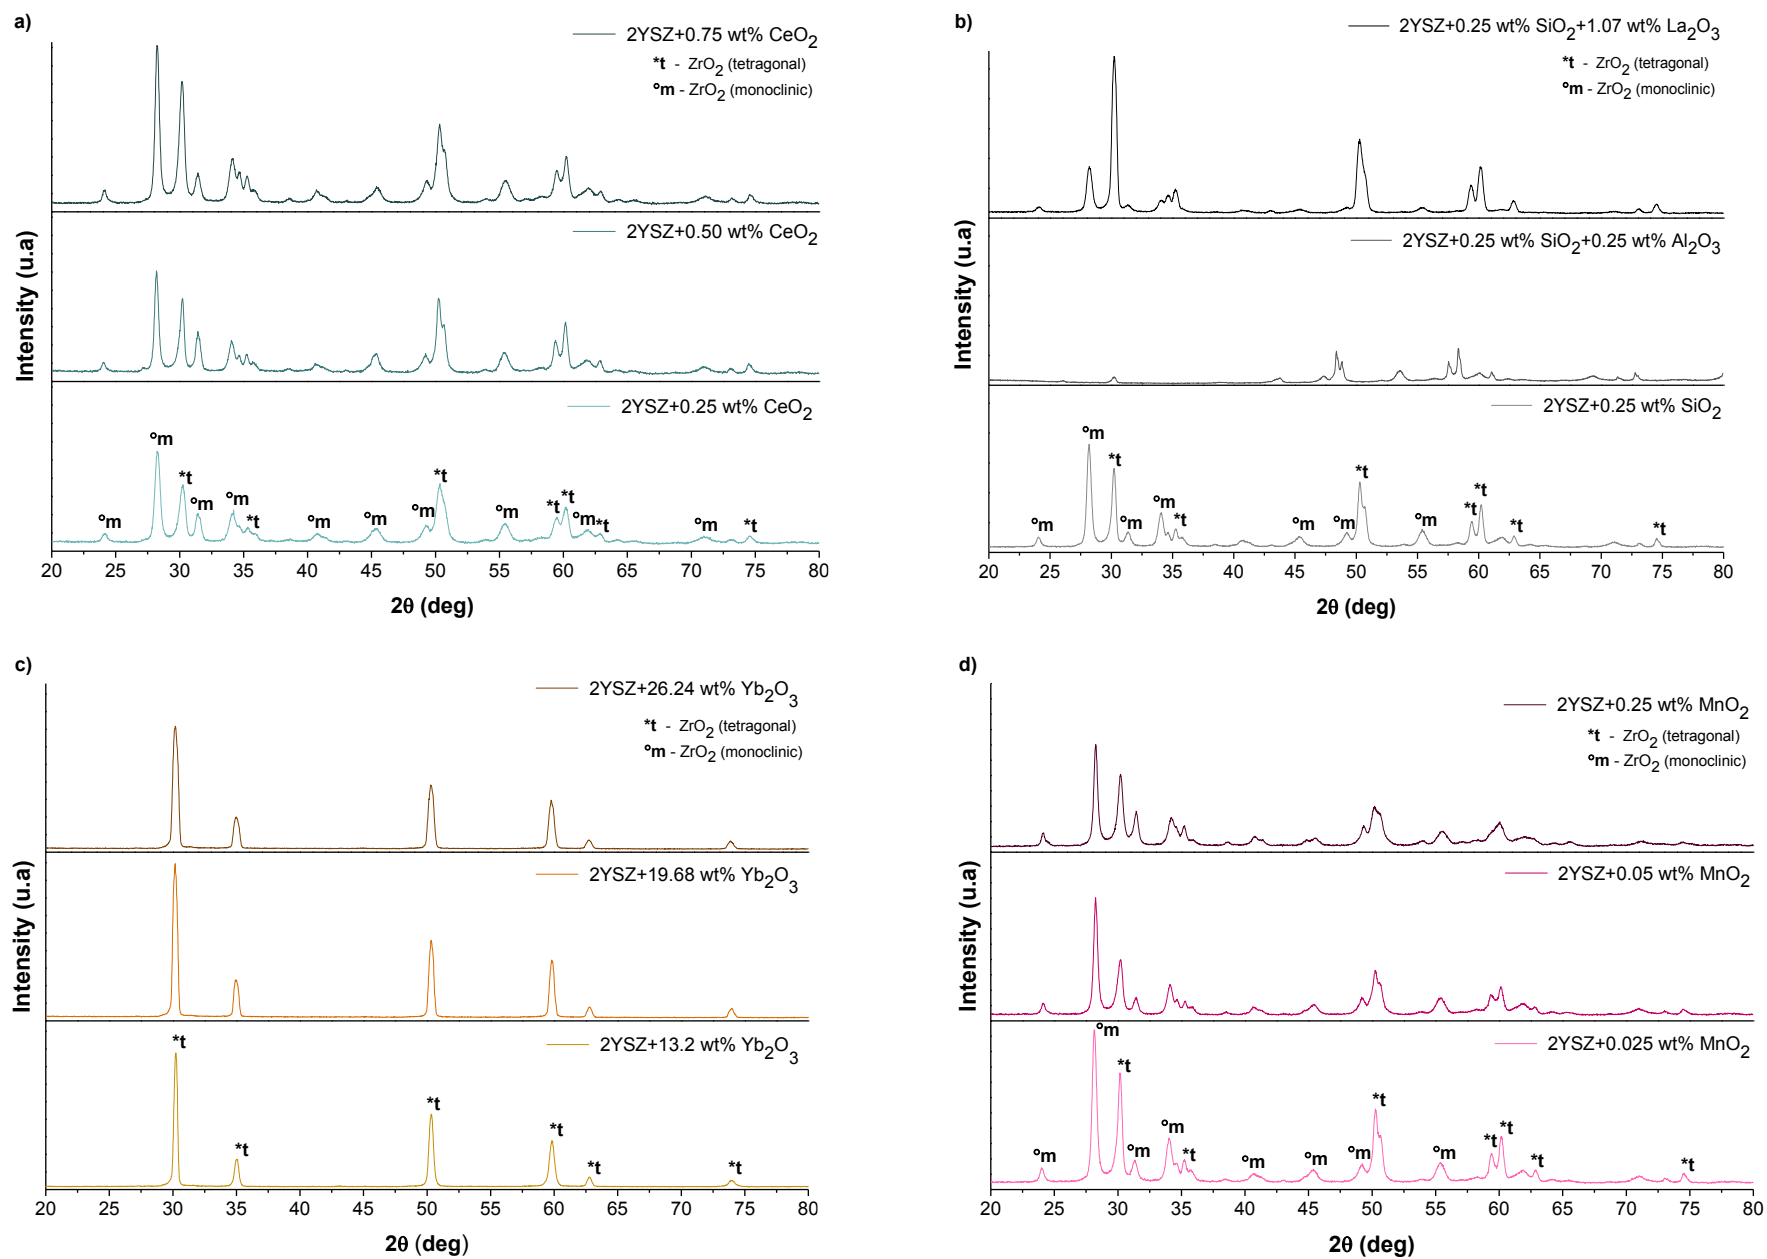 a)
2YSZ+0.75 wt% CeO2
*t - ZrO2 (tetragonal)
°m - ZrO2 (monoclinic)
2YSZ+0.50 wt% CeO2
2YSZ+0.25 wt% CeO2
Intensity (u.a)
°m °m *t °m °m *t °m °m °m *t °m *t *t °m *t °m *t
20 25 30 35 40 45 50 55 60 65 70 75 80
2θ (deg)
b)
2YSZ+0.25 wt% SiO2+1.07 wt% La2O3
*t - ZrO2 (tetragonal)
°m - ZrO2 (monoclinic)
2YSZ+0.25 wt% SiO2+0.25 wt% Al2O3
2YSZ+0.25 wt% SiO2
Intensity (u.a)
°m °m *t °m °m *t °m °m *t °m *t *t *t *t
20 25 30 35 40 45 50 55 60 65 70 75 80
2θ (deg)
c)
2YSZ+26.24 wt% Yb2O3
*t - ZrO2 (tetragonal)
°m - ZrO2 (monoclinic)
2YSZ+19.68 wt% Yb2O3
2YSZ+13.2 wt% Yb2O3
Intensity (u.a)
*t *t *t *t *t *t
20 25 30 35 40 45 50 55 60 65 70 75 80
2θ (deg)
d)
2YSZ+0.25 wt% MnO2
*t - ZrO2 (tetragonal)
°m - ZrO2 (monoclinic)
2YSZ+0.05 wt% MnO2
2YSZ+0.025 wt% MnO2
Intensity (u.a)
°m °m *t °m °m *t °m °m °m *t °m *t *t *t *t
20 25 30 35 40 45 50 55 60 65 70 75 80
2θ (deg)